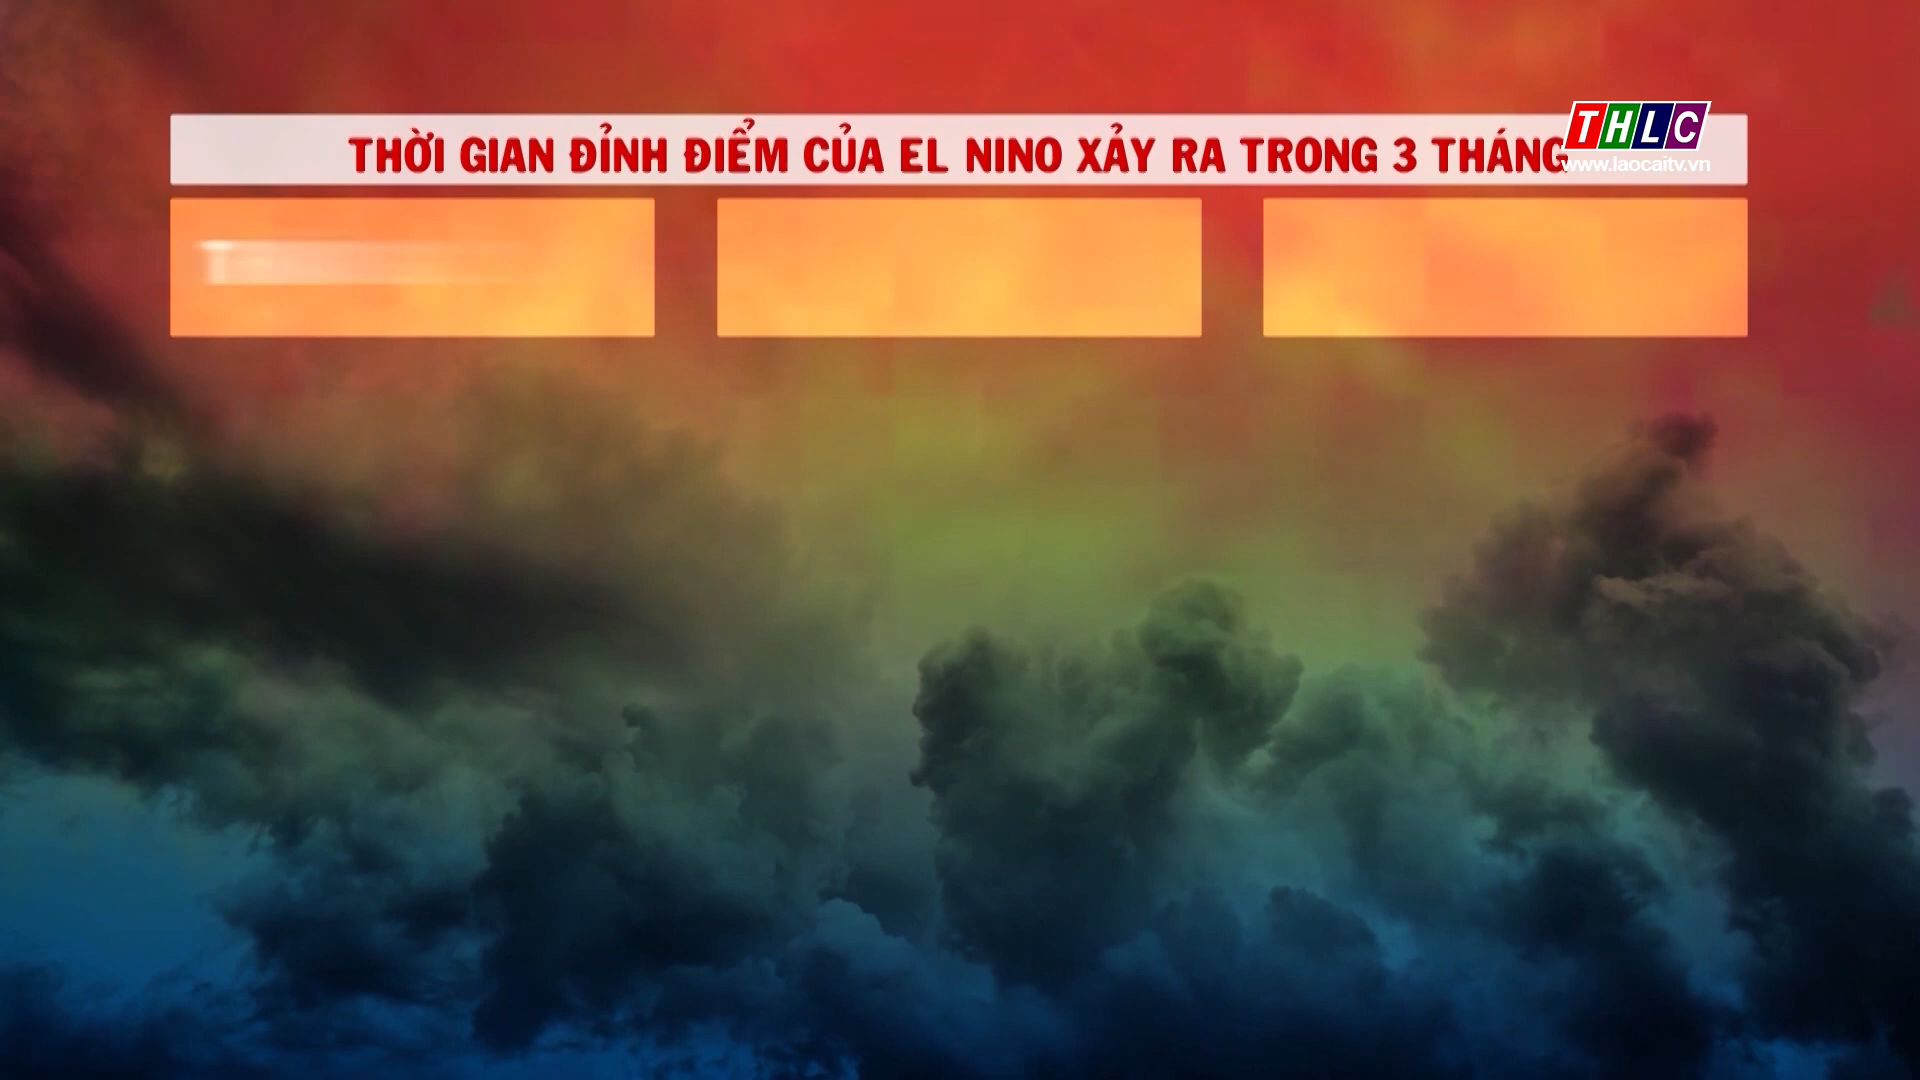 THLC
THỜI GIAN ĐỈNH ĐIỂM CỦA EL NINO XẢY RA TRONG 3 THÁNG
www.laocaitv.vn